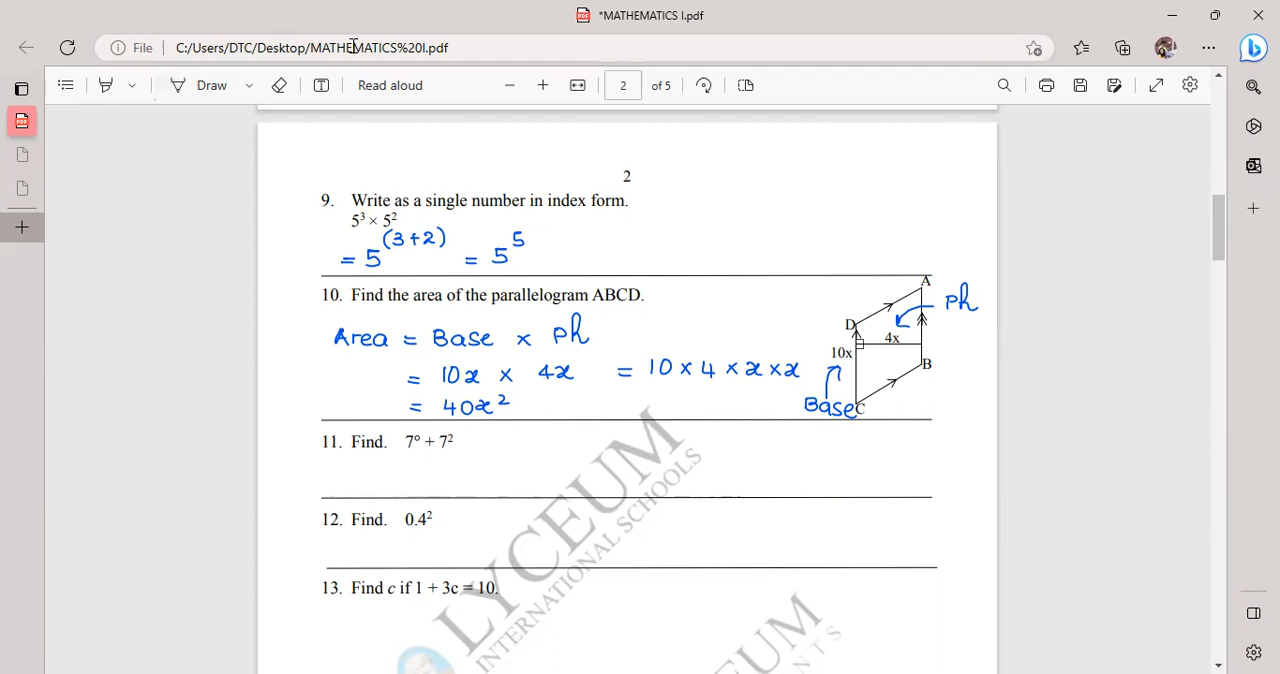 *MATHEMATICS I.pdf
File C:/Users/DTC/Desktop/MATHEMATICS%20I.pdf
Draw Read aloud 2 of 5
2
9. Write as a single number in index form.
5³ × 5²
= 5^(3+2) = 5^5
10. Find the area of the parallelogram ABCD.
A
Ph
D
4x
10x
B
Base
C
Area = Base × Ph
= 10x × 4x = 10 × 4 × x × x
= 40x²
11. Find. 7° + 7²
12. Find. 0.4²
13. Find c if 1 + 3c = 10.
LYCEUM
INTERNATIONAL SCHOOLS